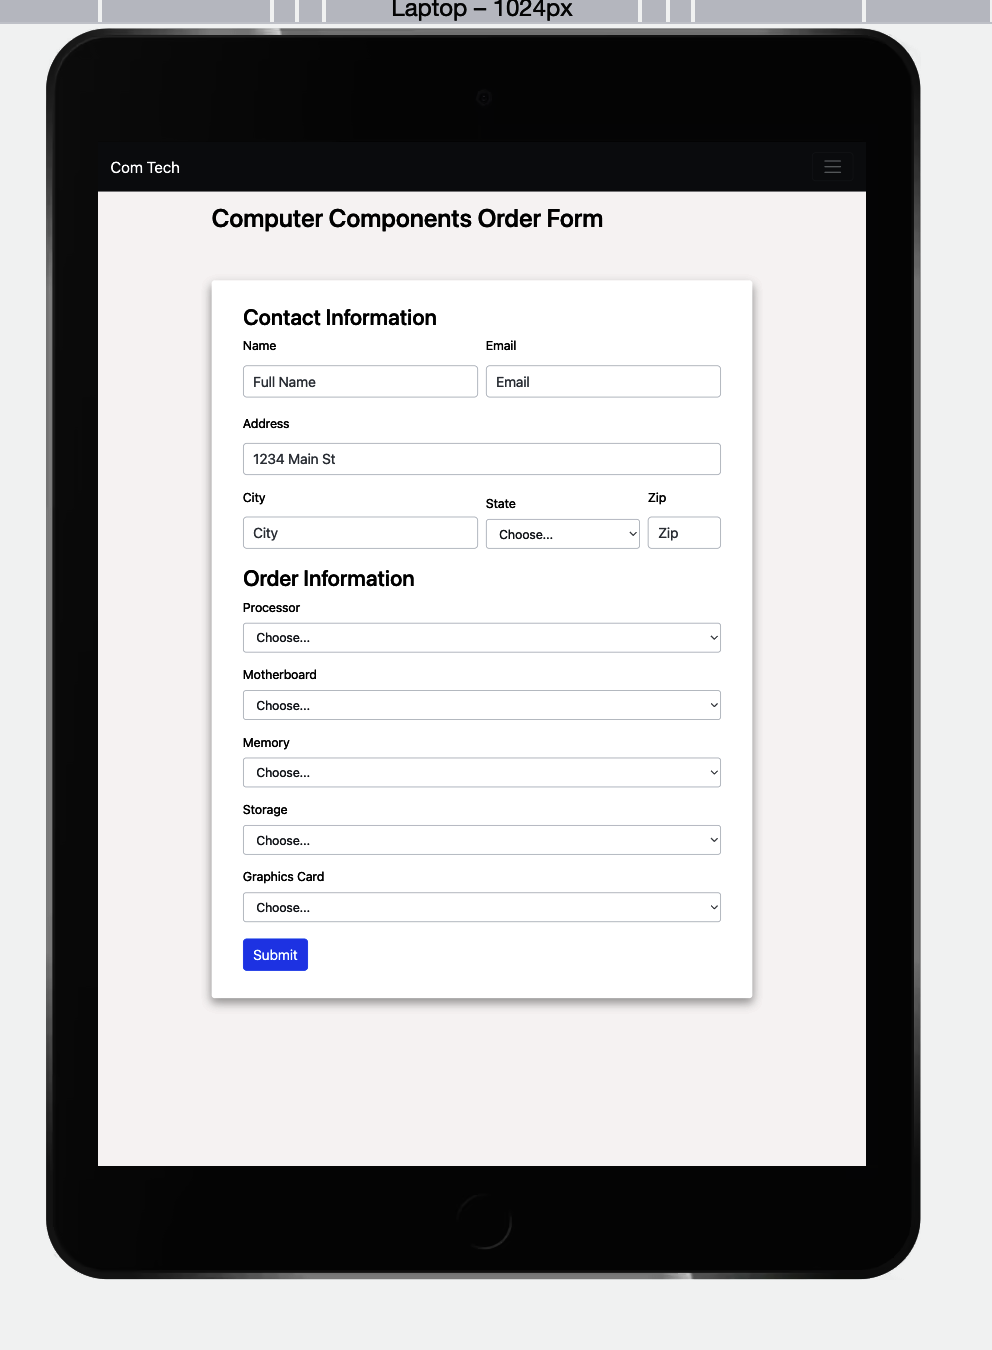 Laptop – 1024px
Com Tech
Computer Components Order Form
Contact Information
Name Email
Full Name Email
Address
1234 Main St
City State Zip
City Choose... Zip
Order Information
Processor
Choose...
Motherboard
Choose...
Memory
Choose...
Storage
Choose...
Graphics Card
Choose...
Submit